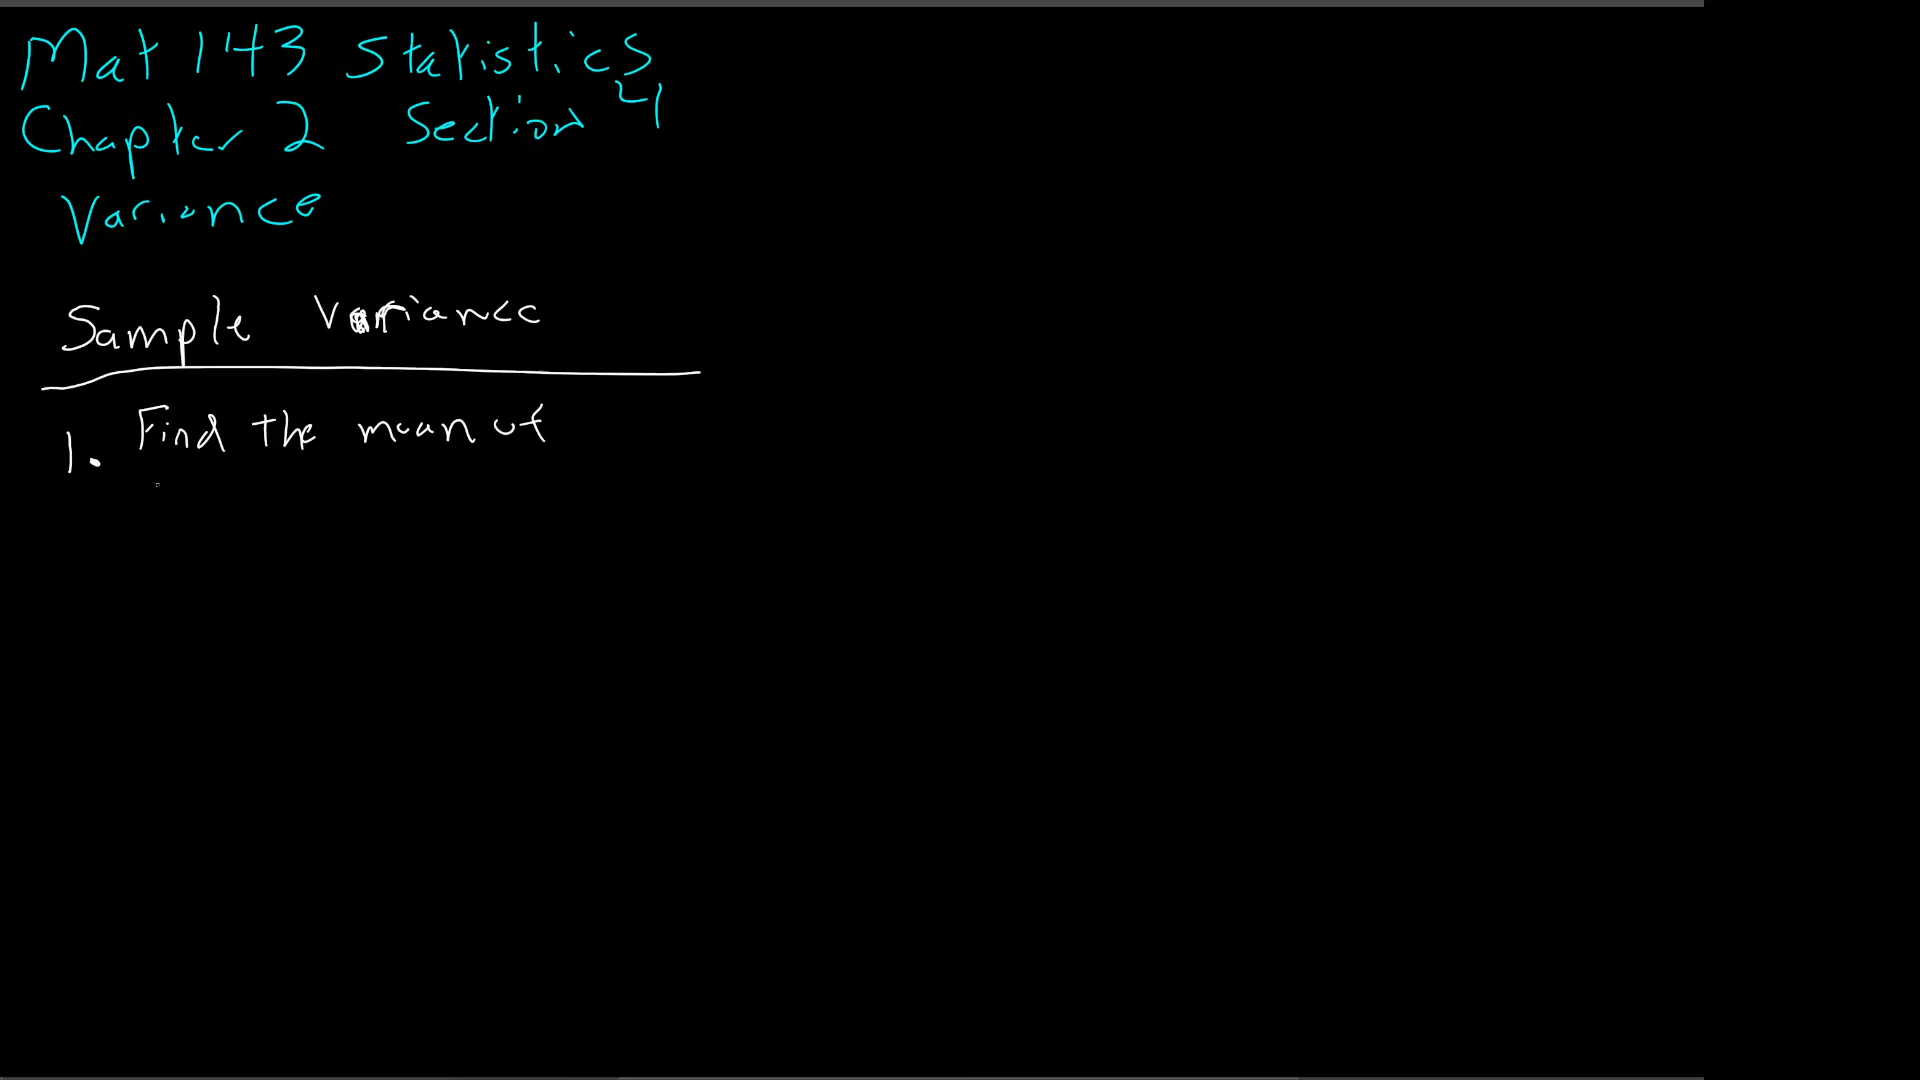 Mat 143 Statistics
Chapter 2 Section 4
Variance
Sample Variance
1. Find the mean of